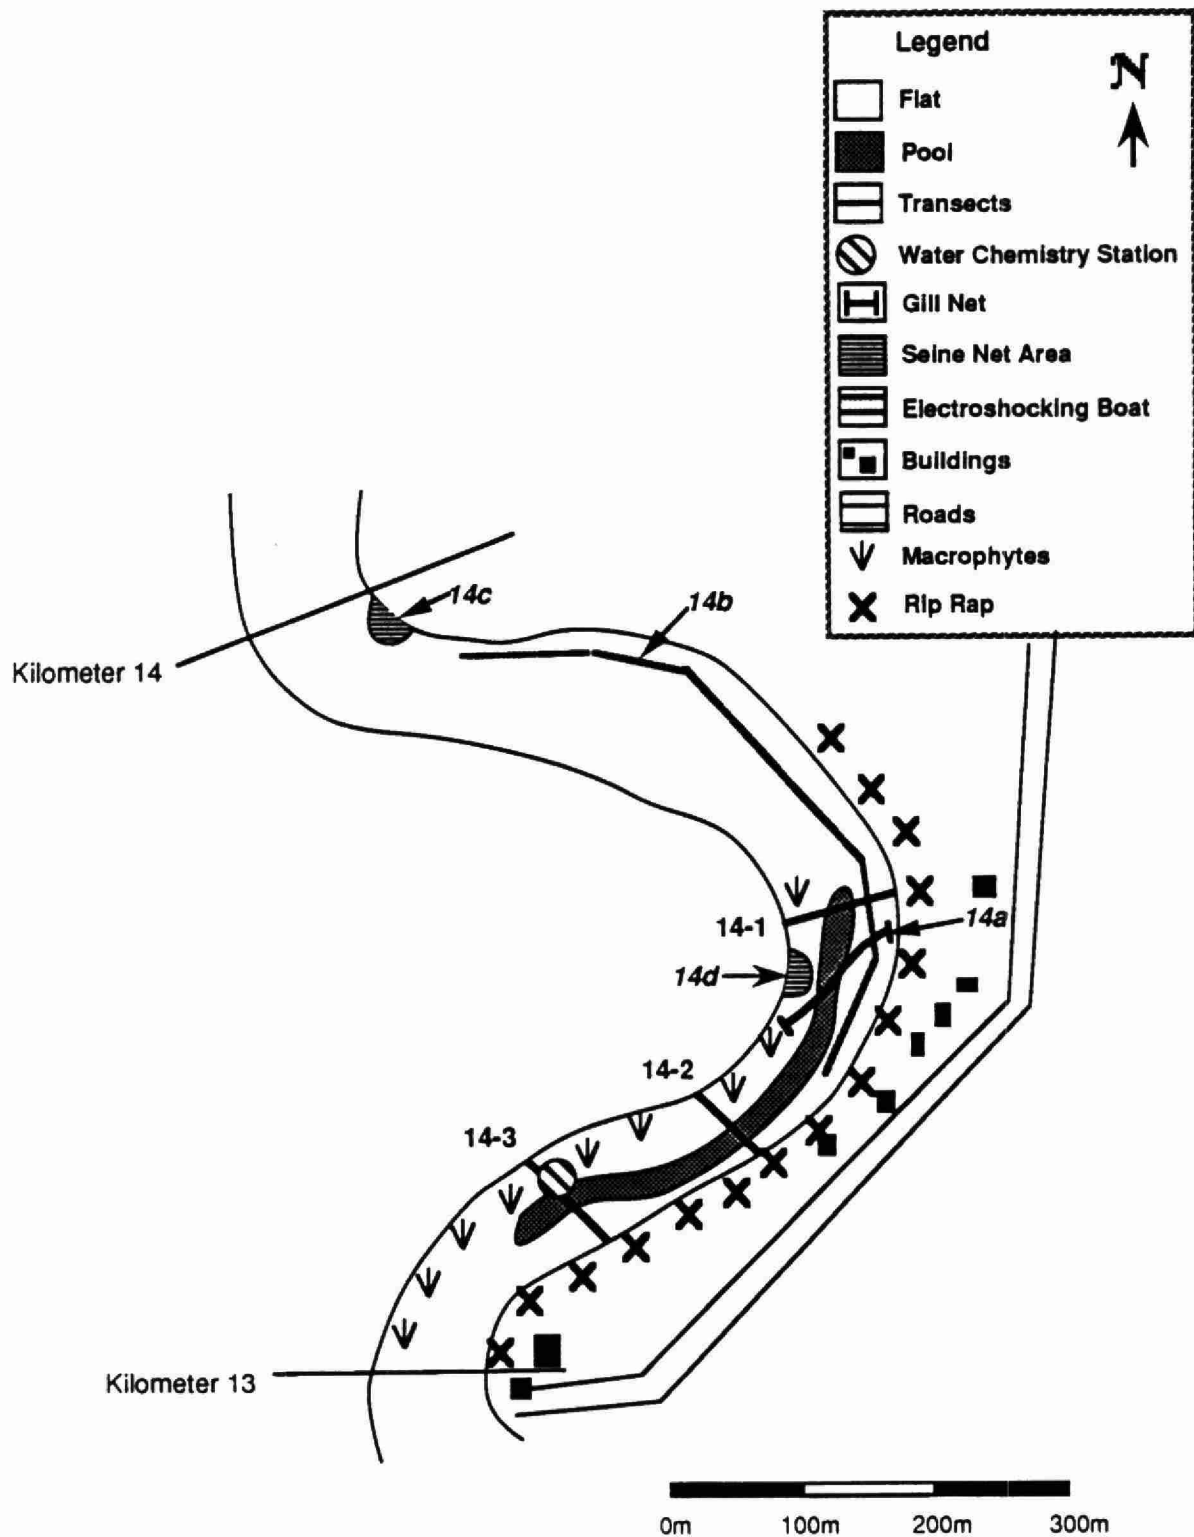 Legend
N
Flat
Pool
Transects
Water Chemistry Station
Gill Net
Seine Net Area
Electroshocking Boat
Buildings
Roads
Macrophytes
Rip Rap
14c
14b
Kilometer 14
14-1
14a
14d
14-2
14-3
Kilometer 13
0m 100m 200m 300m